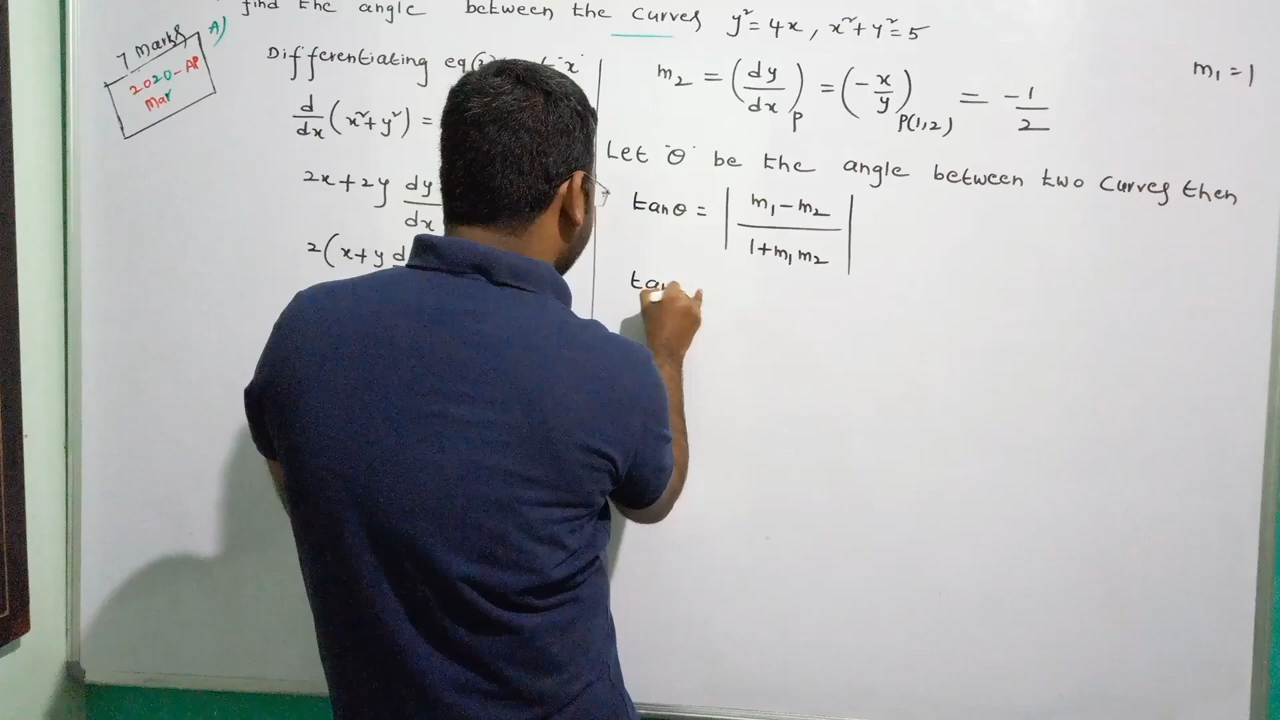 find the angle between the curves y² = 4x, x² + y² = 5
7 Marks
2020-AP
Mar
A)
Differentiating eq(2) x
d/dx (x² + y²) =
2x + 2y dy/dx
2(x + y d
m₂ = (dy/dx)P = (-x/y)P(1,2) = -1/2
m₁ = 1
Let 'θ' be the angle between two curves then
tanθ = | m₁ - m₂ / 1 + m₁m₂ |
tan